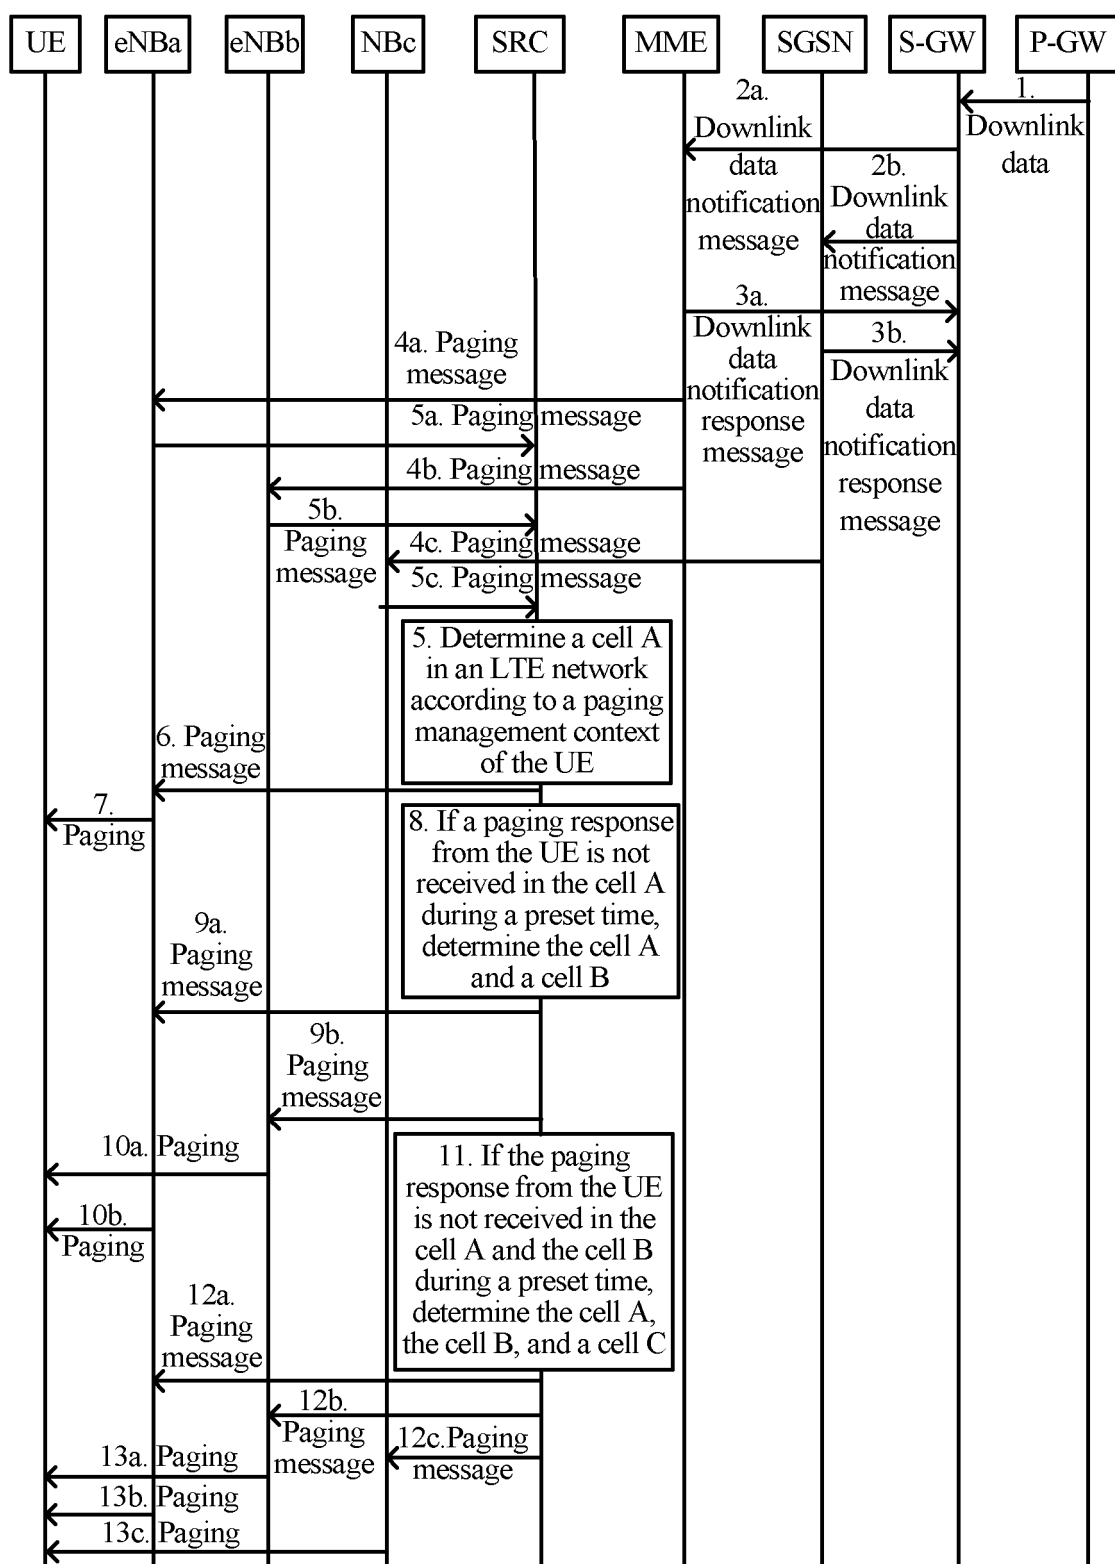 UE
eNBa
eNBb
NBc
SRC
MME
SGSN
S-GW
P-GW
1.
Downlink
data
2a.
Downlink
data
notification
message
2b.
Downlink
data
notification
message
3a.
Downlink
data
notification
response
message
3b.
Downlink
data
notification
response
message
4a. Paging
message
5a. Paging message
4b. Paging message
5b.
Paging
message
4c. Paging message
5c. Paging message
5. Determine a cell A
in an LTE network
according to a paging
management context
of the UE
6. Paging
message
7.
Paging
8. If a paging response
from the UE is not
received in the cell A
during a preset time,
determine the cell A
and a cell B
9a.
Paging
message
9b.
Paging
message
10a. Paging
10b.
Paging
11. If the paging
response from the UE
is not received in the
cell A and the cell B
during a preset time,
determine the cell A,
the cell B, and a cell C
12a.
Paging
message
12b.
Paging
message
12c.Paging
message
13a. Paging
13b. Paging
13c. Paging